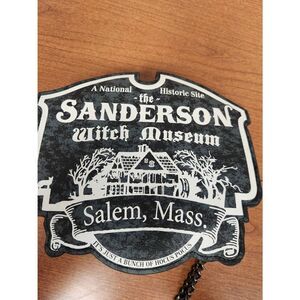 A National Historic Site
- the -
SANDERSON
Witch Museum
Salem, Mass.
IT'S JUST A BUNCH OF HOCUS POCUS